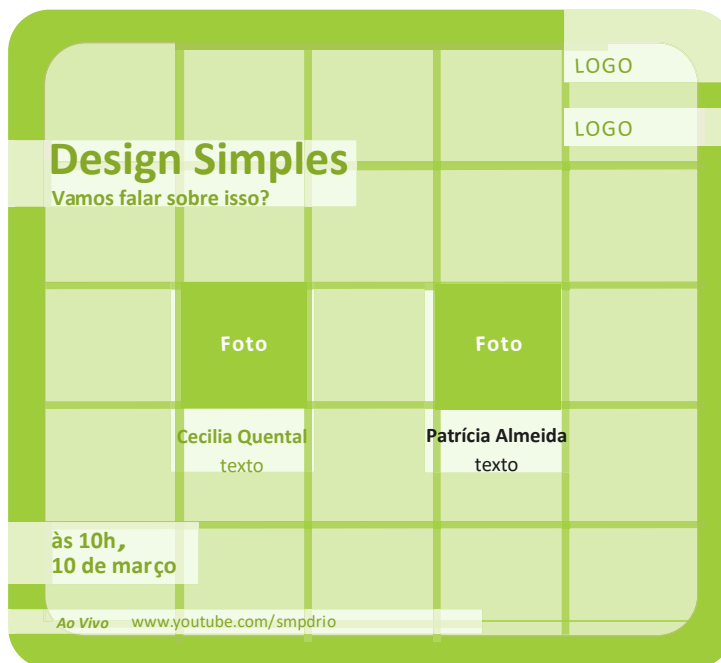 LOGO
LOGO
Design Simples
Vamos falar sobre isso?
Foto
Foto
Cecilia Quental
texto
Patrícia Almeida
texto
às 10h,
10 de março
Ao Vivo www.youtube.com/smpdrio